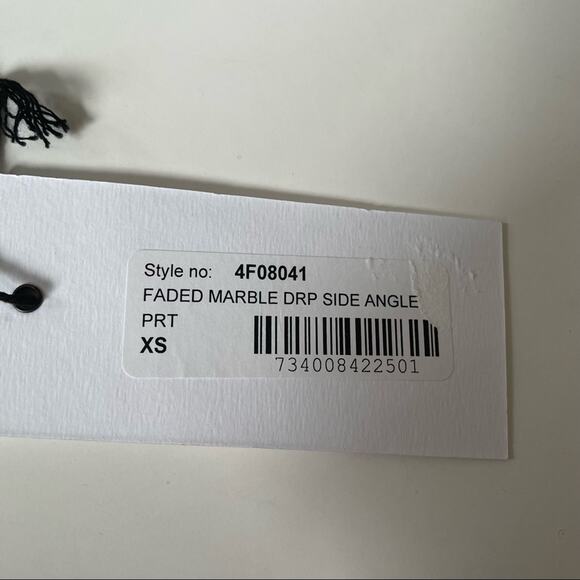 Style no: 4F08041
FADED MARBLE DRP SIDE ANGLE
PRT
XS
734008422501